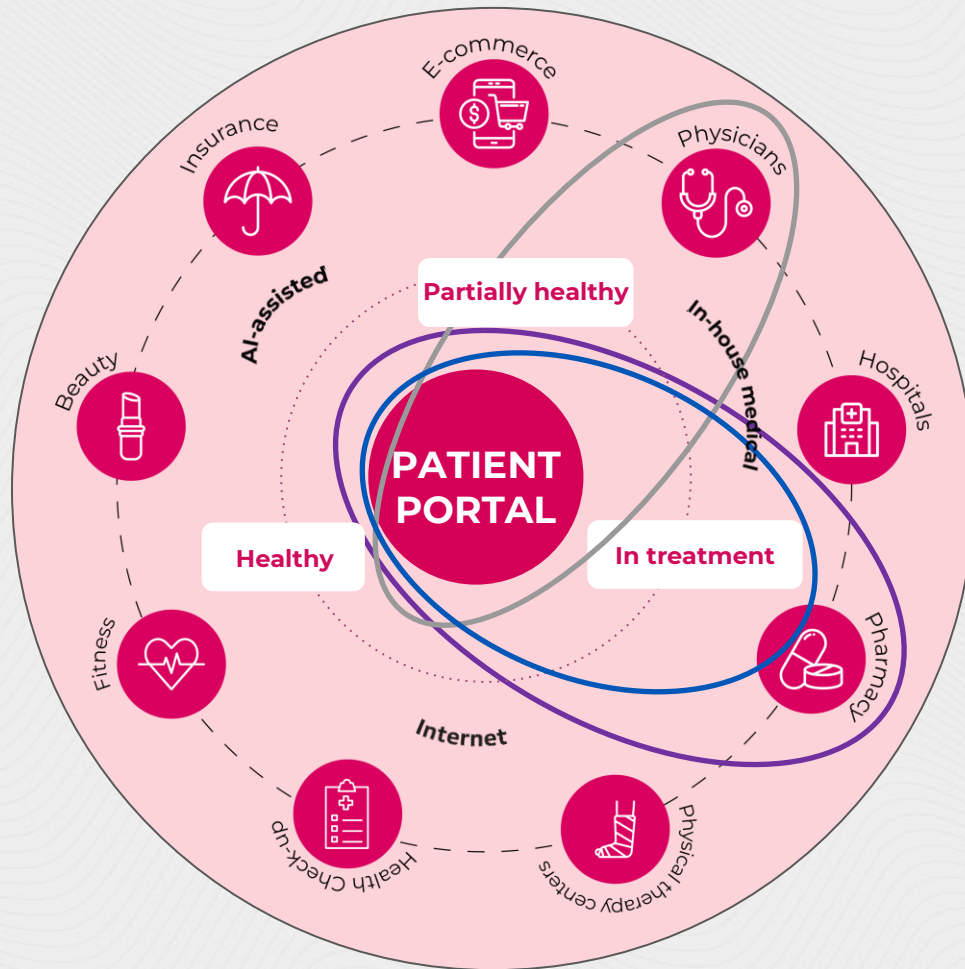 E-commerce
Insurance
Physicians
AI-assisted
Partially healthy
In-house medical
Beauty
Hospitals
PATIENT
PORTAL
Healthy
In treatment
Fitness
Pharmacy
Internet
Health Check-up
Physical therapy centers
$